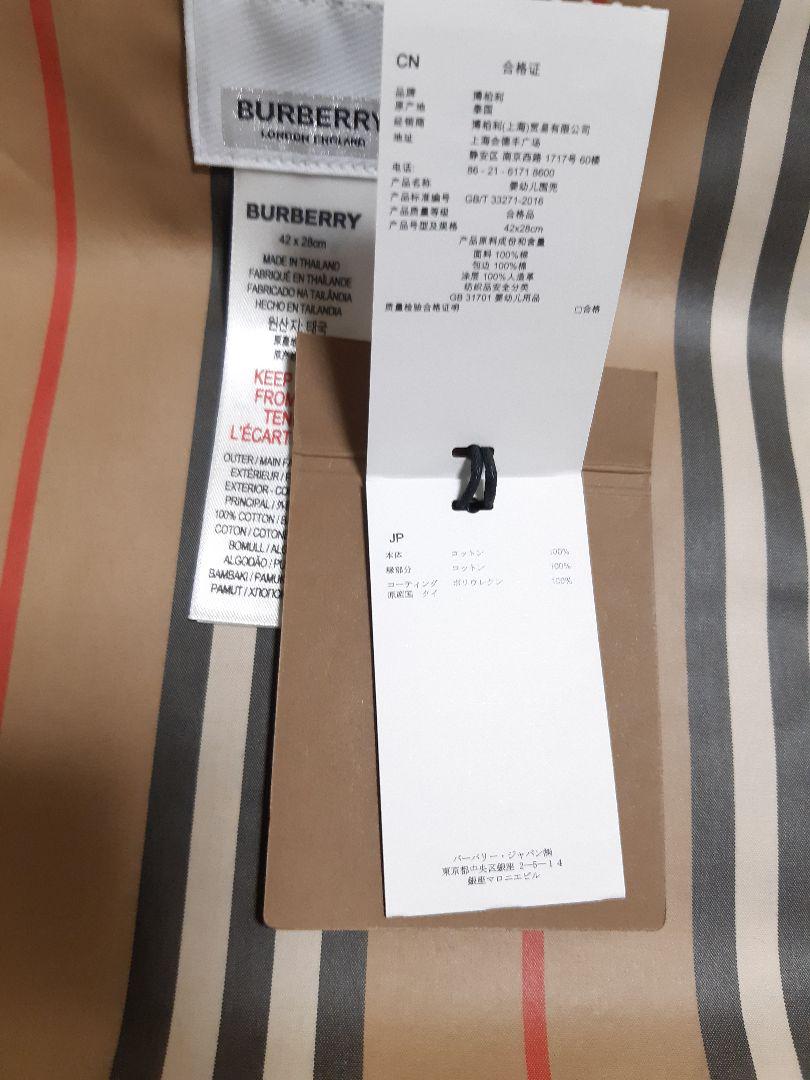 BURBERRY
LONDON ENGLAND
BURBERRY
42 x 28cm
MADE IN THAILAND
FABRIQUÉ EN THAÏLANDE
FABRICADO NA TAILÂNDIA
HECHO EN TAILANDIA
원산지: 태국
KEEP
FROM
TEN
L'ÉCART
OUTER / MAIN FA
EXTÉRIEUR / 
EXTERIOR - CO
PRINCIPAL / 
100% COTTON / 
COTON / COTON
BOMULL / ALG
ALGODÃO / PU
BAMBAKI / PAMUK
PAMUT / ХЛОПО
CN
合格证
品牌 博柏利
原产地 泰国
经销商 博柏利(上海)贸易有限公司
地址 上海会德丰广场
静安区 南京西路 1717号 60楼
电话: 86 - 21 - 6171 8600
产品名称 婴幼儿围兜
产品标准编号 GB/T 33271-2016
产品质量等级 合格品
产品号型及规格 42x28cm
产品原料成份和含量
面料 100%棉
包边 100%棉
涂层 100%人造革
纺织品安全分类
GB 31701 婴幼儿用品
质量检验合格证明 □合格
JP
本体 コットン 100%
縁部分 コットン 100%
コーティング ポリウレタン 100%
原産国 タイ
バーバリー・ジャパン㈱
東京都中央区銀座 2-5-14
銀座マロニエビル